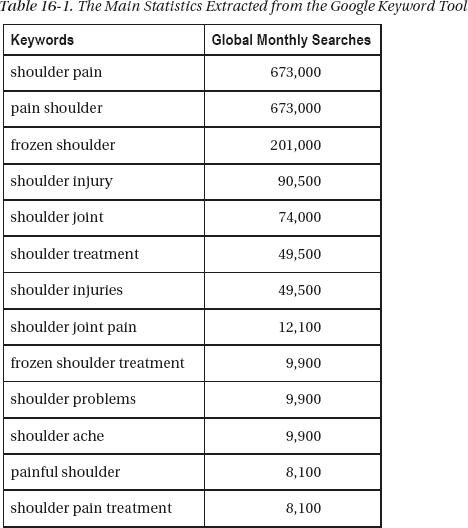 Table 16-1. The Main Statistics Extracted from the Google Keyword Tool
Keywords Global Monthly Searches
shoulder pain 673,000
pain shoulder 673,000
frozen shoulder 201,000
shoulder injury 90,500
shoulder joint 74,000
shoulder treatment 49,500
shoulder injuries 49,500
shoulder joint pain 12,100
frozen shoulder treatment 9,900
shoulder problems 9,900
shoulder ache 9,900
painful shoulder 8,100
shoulder pain treatment 8,100